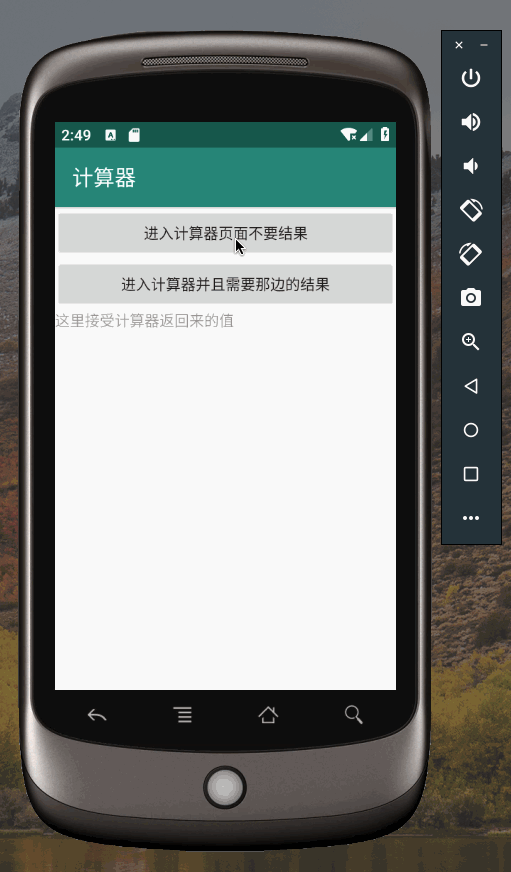 2:49
计算器
进入计算器页面不要结果
进入计算器并且需要那边的结果
这里接受计算器返回来的值